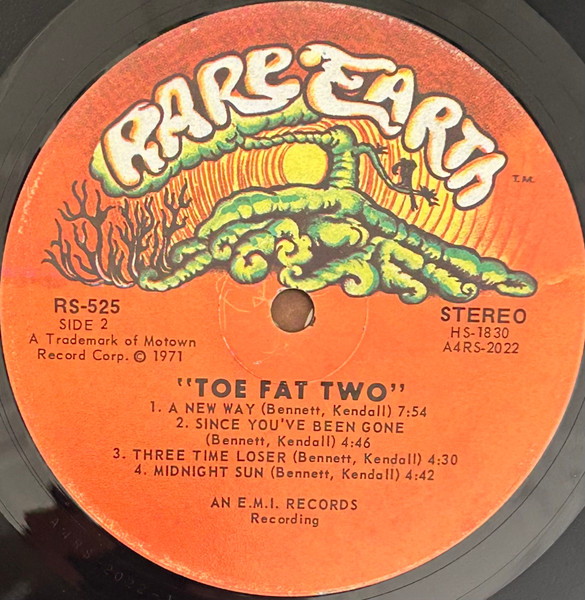 RARE EARTH
T.M.
RS-525
SIDE 2
A Trademark of Motown
Record Corp. © 1971
STEREO
HS-1830
A4RS-2022
"TOE FAT TWO"
1. A NEW WAY (Bennett, Kendall) 7:54
2. SINCE YOU'VE BEEN GONE
(Bennett, Kendall) 4:46
3. THREE TIME LOSER (Bennett, Kendall) 4:30
4. MIDNIGHT SUN (Bennett, Kendall) 4:42
AN E.M.I. RECORDS
Recording